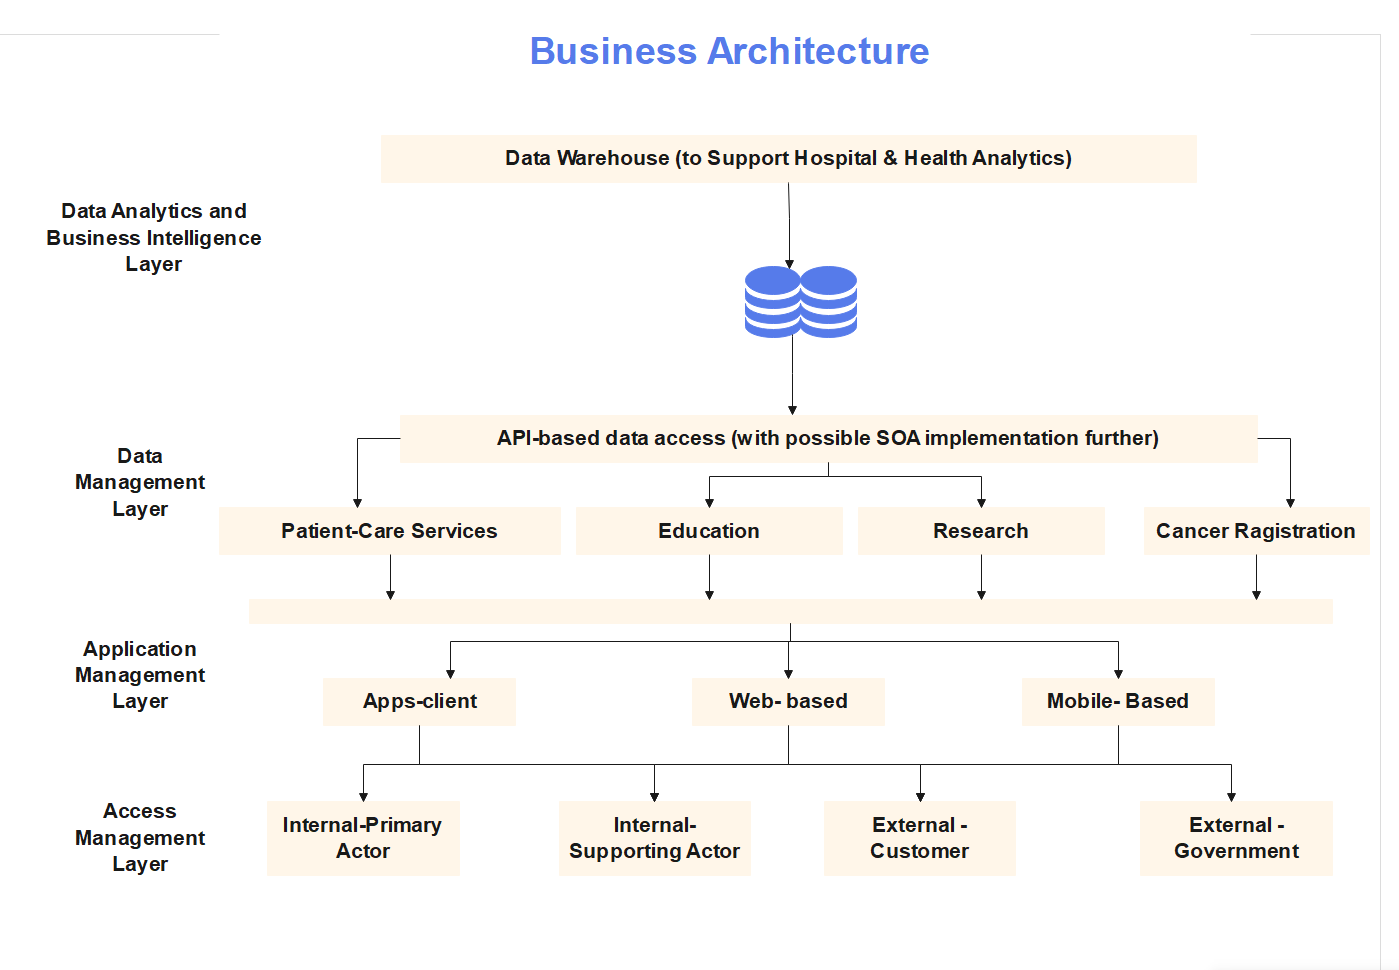 Business Architecture
Data Warehouse (to Support Hospital & Health Analytics)
Data Analytics and
Business Intelligence
Layer
API-based data access (with possible SOA implementation further)
Data
Management
Layer
Patient-Care Services
Education
Research
Cancer Ragistration
Application
Management
Layer
Apps-client
Web- based
Mobile- Based
Access
Management
Layer
Internal-Primary
Actor
Internal-
Supporting Actor
External -
Customer
External -
Government